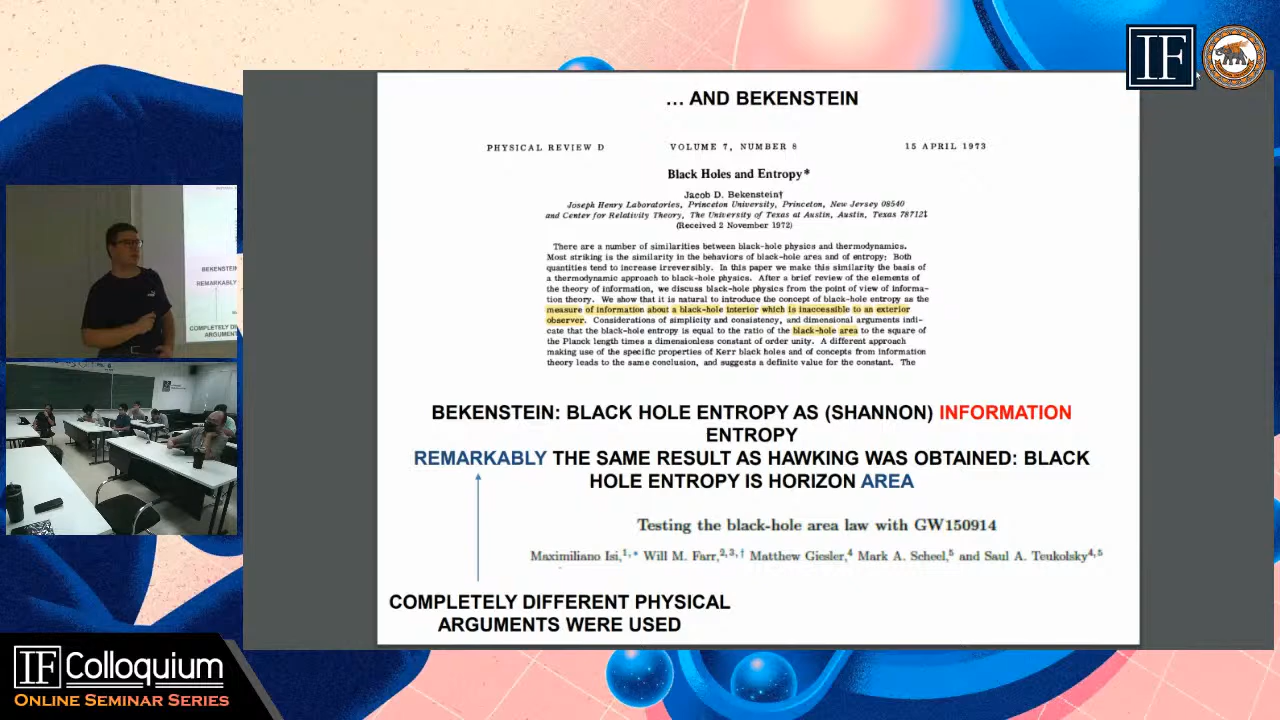 IF
… AND BEKENSTEIN
PHYSICAL REVIEW D VOLUME 7, NUMBER 8 15 APRIL 1973
Black Holes and Entropy*
Jacob D. Bekenstein†
Joseph Henry Laboratories, Princeton University, Princeton, New Jersey 08540
and Center for Relativity Theory, The University of Texas at Austin, Austin, Texas 78712‡
(Received 2 November 1972)
There are a number of similarities between black-hole physics and thermodynamics.
Most striking is the similarity in the behaviors of black-hole area and of entropy: Both
quantities tend to increase irreversibly. In this paper we make this similarity the basis of
a thermodynamic approach to black-hole physics. After a brief review of the elements of
the theory of information, we discuss black-hole physics from the point of view of informa-
tion theory. We show that it is natural to introduce the concept of black-hole entropy as the
measure of information about a black-hole interior which is inaccessible to an exterior
observer. Considerations of simplicity and consistency, and dimensional arguments indi-
cate that the black-hole entropy is equal to the ratio of the black-hole area to the square of
the Planck length times a dimensionless constant of order unity. A different approach
making use of the specific properties of Kerr black holes and of concepts from information
theory leads to the same conclusion, and suggests a definite value for the constant. The
BEKENSTEIN: BLACK HOLE ENTROPY AS (SHANNON) INFORMATION
ENTROPY
REMARKABLY THE SAME RESULT AS HAWKING WAS OBTAINED: BLACK
HOLE ENTROPY IS HORIZON AREA
Testing the black-hole area law with GW150914
Maximiliano Isi,1,* Will M. Farr,2,3,† Matthew Giesler,4 Mark A. Scheel,5 and Saul A. Teukolsky4,5
COMPLETELY DIFFERENT PHYSICAL
ARGUMENTS WERE USED
BEKENSTEIN
REMARKABLY
COMPLETELY DI
ARGUMENT
IF Colloquium
ONLINE SEMINAR SERIES